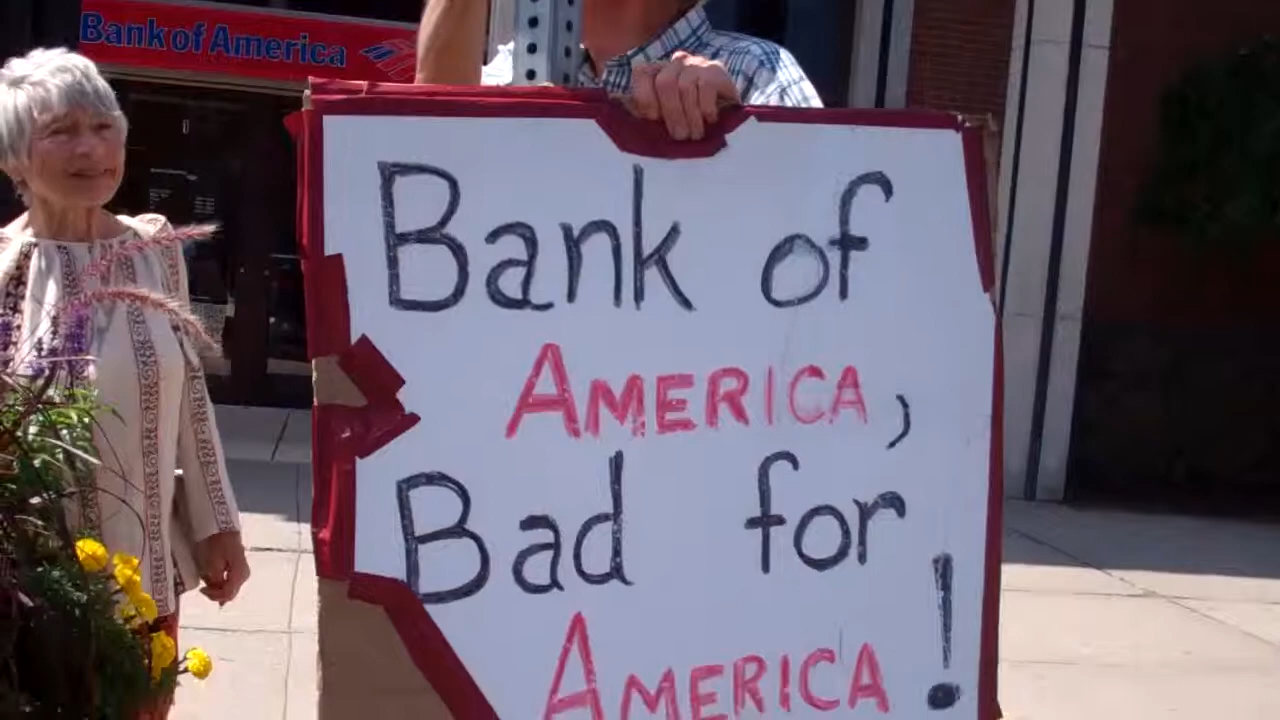 Bank of America
Bank of
AMERICA,
Bad for
AMERICA!